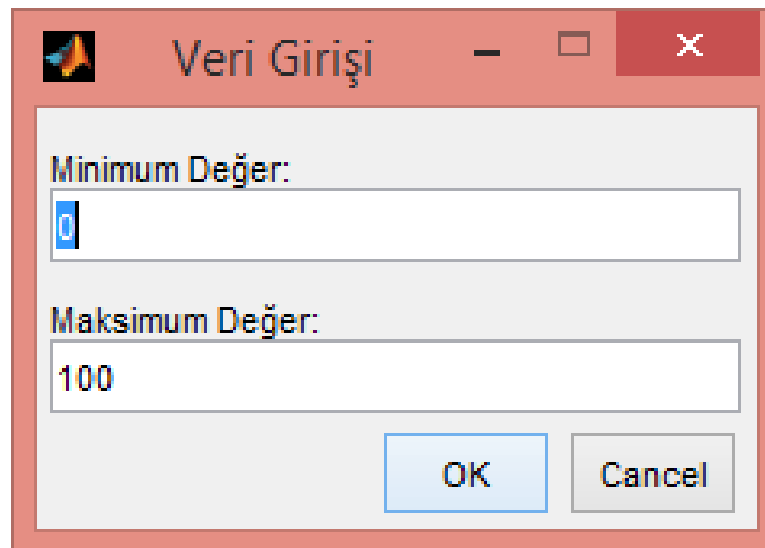 Veri Girişi
Minimum Değer:
0
Maksimum Değer:
100
OK Cancel